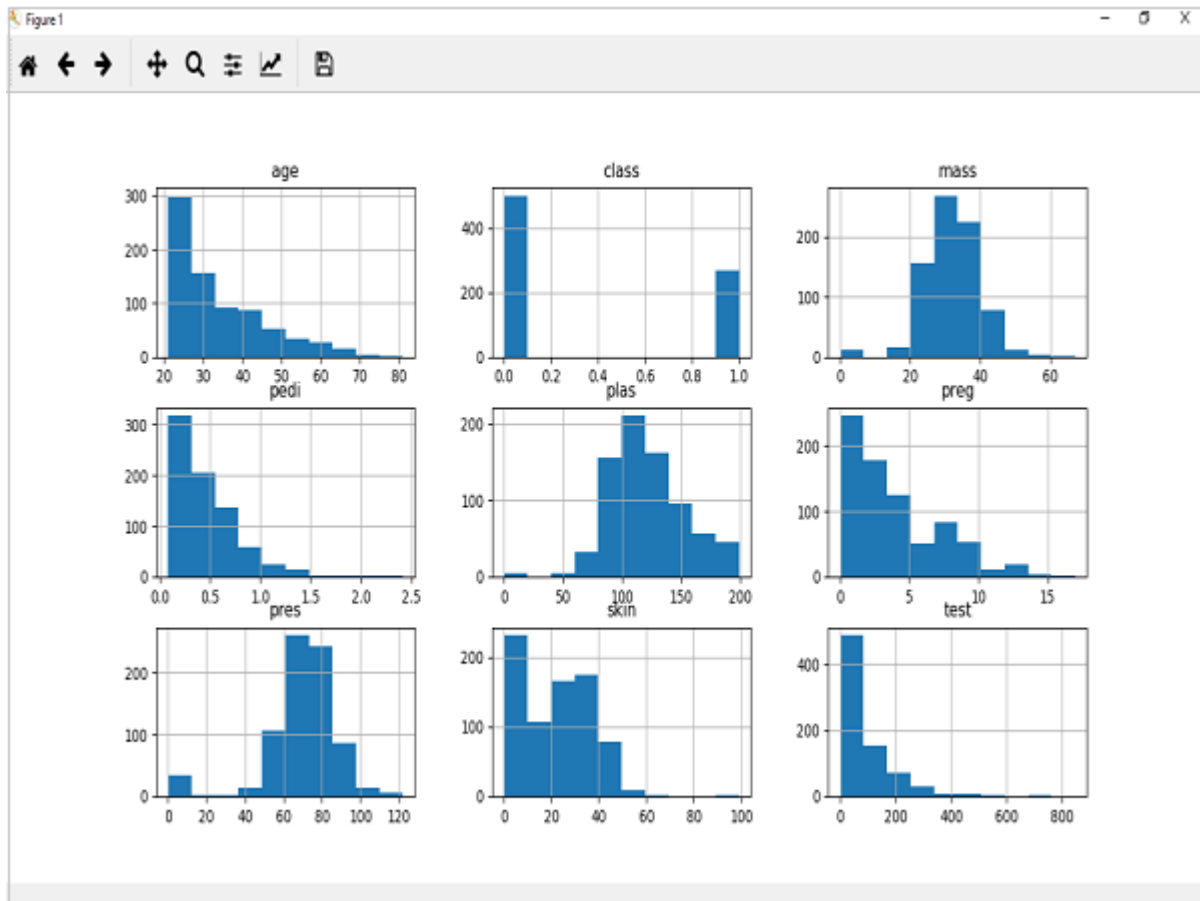 Figure 1
age class mass
300
200
100
0
20 30 40 50 60 70 80
400
200
0
0.0 0.2 0.4 0.6 0.8 1.0
200
100
0
0 20 40 60
pedi plas preg
300
200
100
0
0.0 0.5 1.0 1.5 2.0 2.5
200
100
0
0 50 100 150 200
200
100
0
0 5 10 15
pres skin test
200
100
0
0 20 40 60 80 100 120
200
100
0
0 20 40 60 80 100
400
200
0
0 200 400 600 800